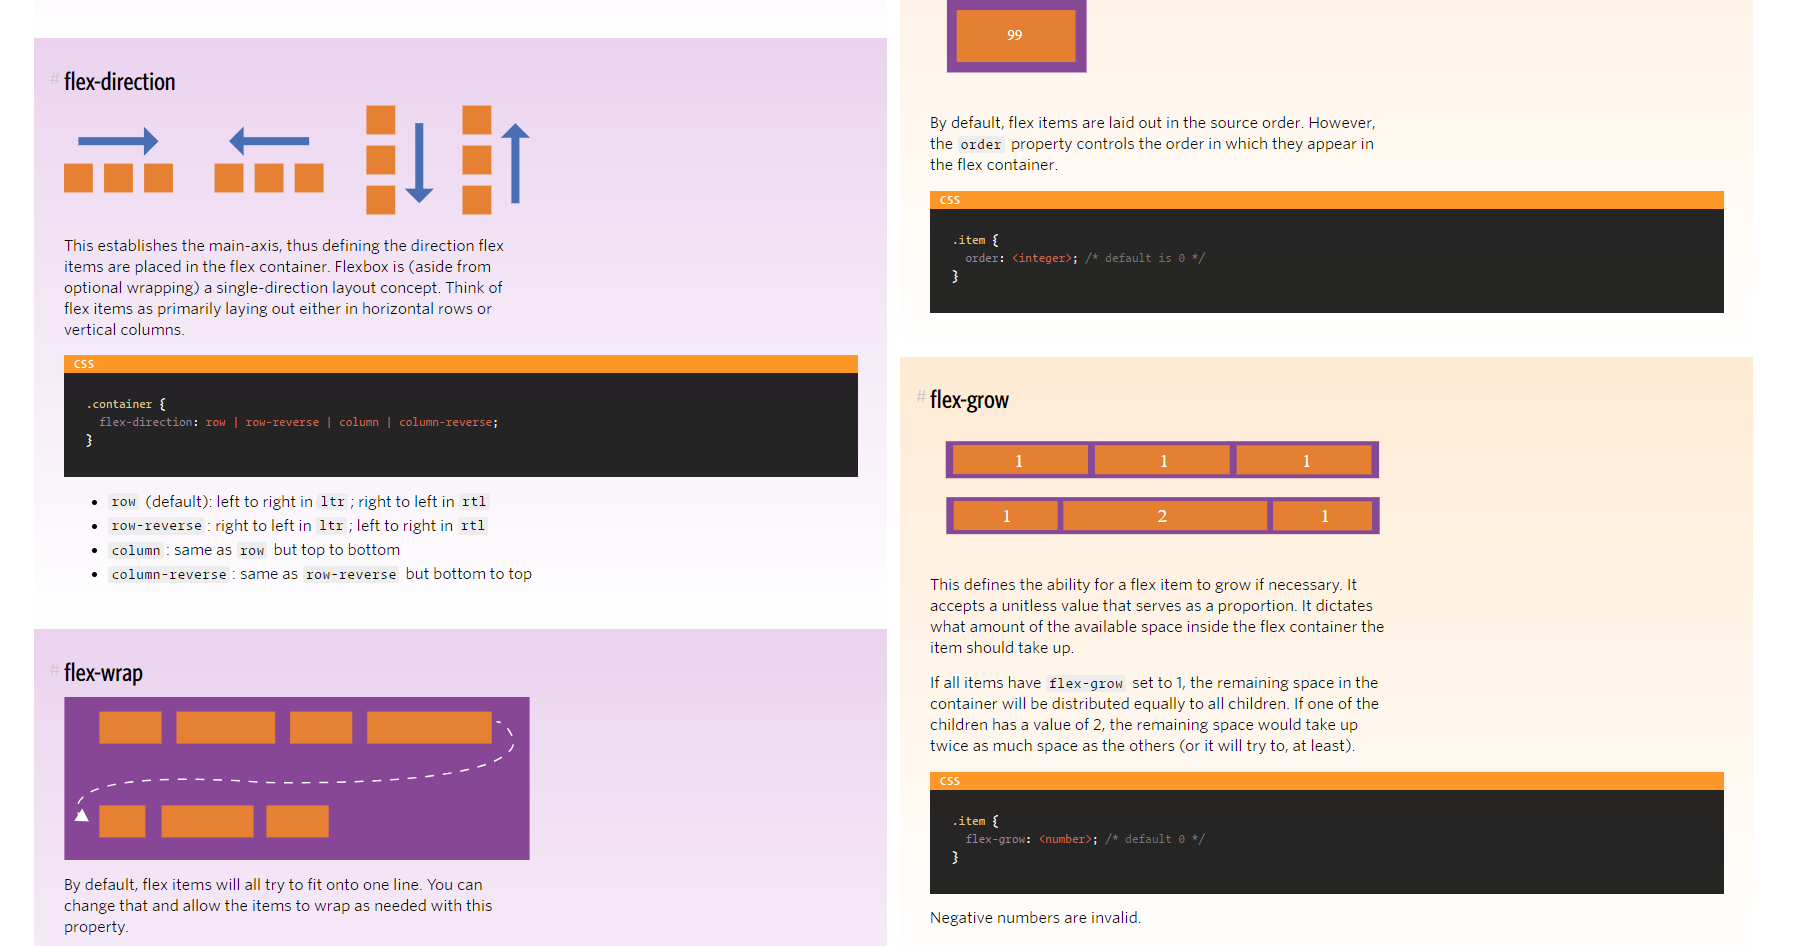 # flex-direction
This establishes the main-axis, thus defining the direction flex
items are placed in the flex container. Flexbox is (aside from
optional wrapping) a single-direction layout concept. Think of
flex items as primarily laying out either in horizontal rows or
vertical columns.
CSS
.container {
flex-direction: row | row-reverse | column | column-reverse;
}
• row (default): left to right in ltr; right to left in rtl
• row-reverse: right to left in ltr; left to right in rtl
• column: same as row but top to bottom
• column-reverse: same as row-reverse but bottom to top
# flex-wrap
By default, flex items will all try to fit onto one line. You can
change that and allow the items to wrap as needed with this
property.
99
By default, flex items are laid out in the source order. However,
the order property controls the order in which they appear in
the flex container.
CSS
.item {
order: <integer>; /* default is 0 */
}
# flex-grow
1 1 1
1 2 1
This defines the ability for a flex item to grow if necessary. It
accepts a unitless value that serves as a proportion. It dictates
what amount of the available space inside the flex container the
item should take up.
If all items have flex-grow set to 1, the remaining space in the
container will be distributed equally to all children. If one of the
children has a value of 2, the remaining space would take up
twice as much space as the others (or it will try to, at least).
CSS
.item {
flex-grow: <number>; /* default 0 */
}
Negative numbers are invalid.